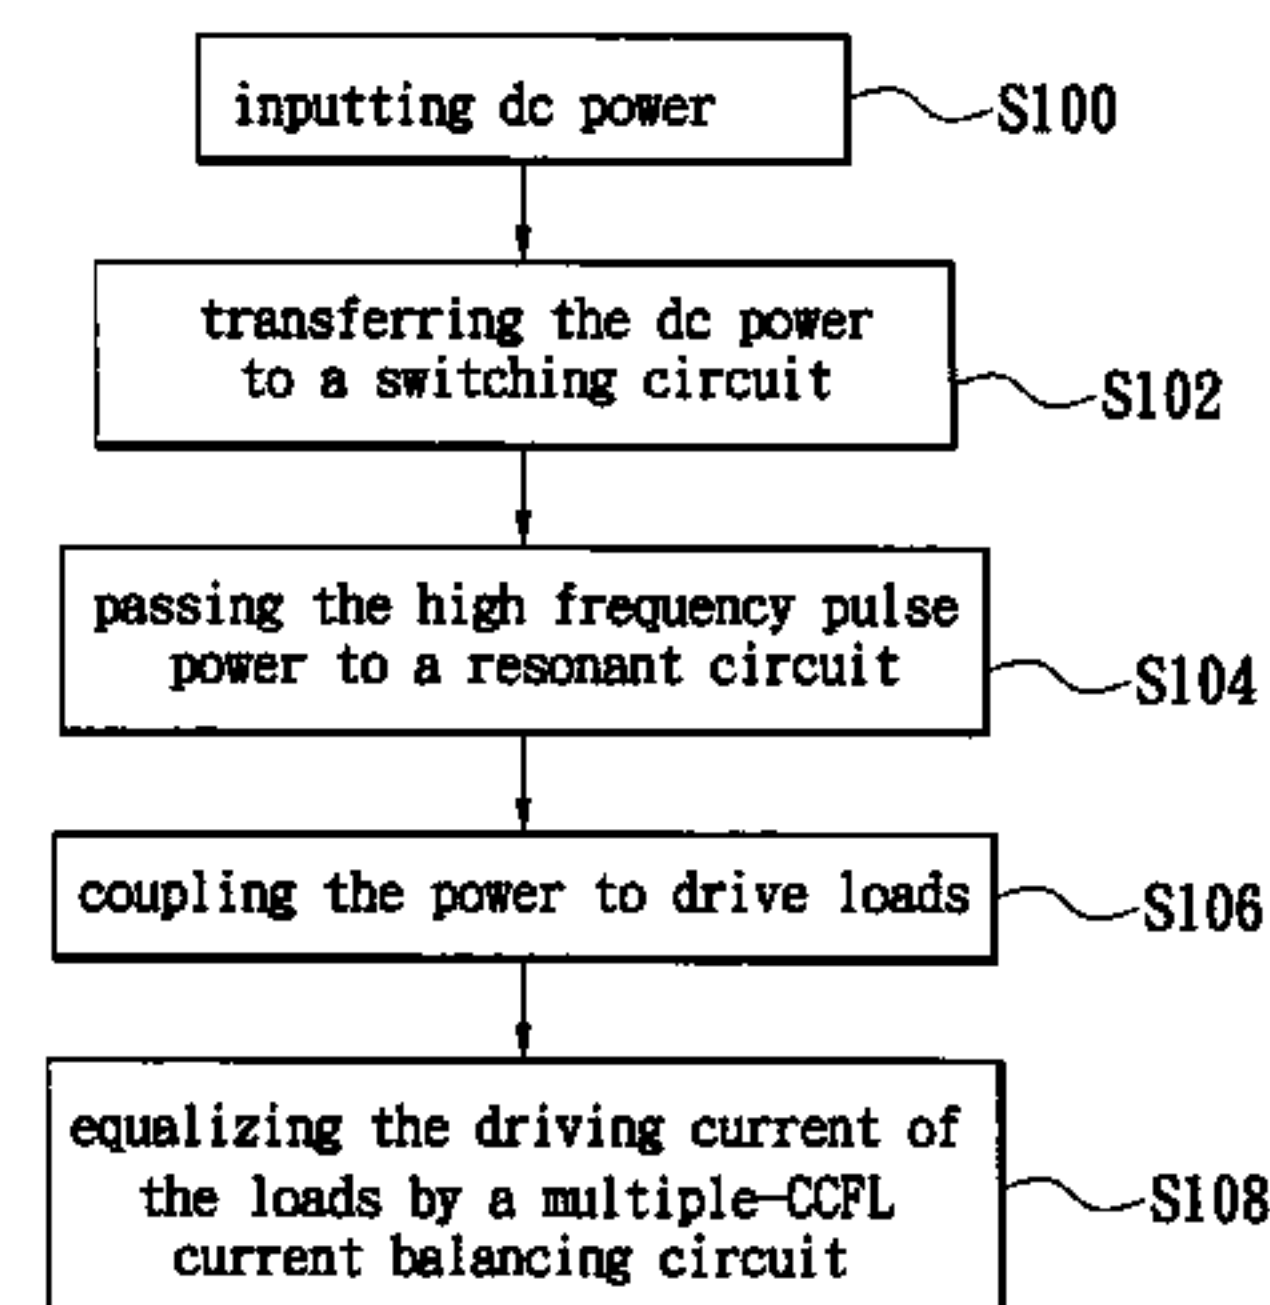 inputting dc power
S100
transferring the dc power
to a switching circuit
S102
passing the high frequency pulse
power to a resonant circuit
S104
coupling the power to drive loads
S106
equalizing the driving current of
the loads by a multiple-CCFL
current balancing circuit
S108